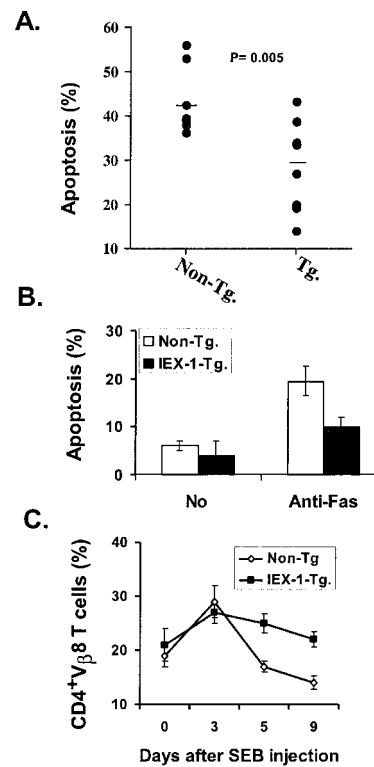 A.
60
50
40
30
20
10
Apoptosis (%)
P= 0.005
Non-Tg.
Tg.
B.
30
20
10
0
Apoptosis (%)
Non-Tg.
IEX-1-Tg.
No
Anti-Fas
C.
40
30
20
10
CD4+Vβ8 T cells (%)
Non-Tg
IEX-1-Tg.
0 3 5 9
Days after SEB injection